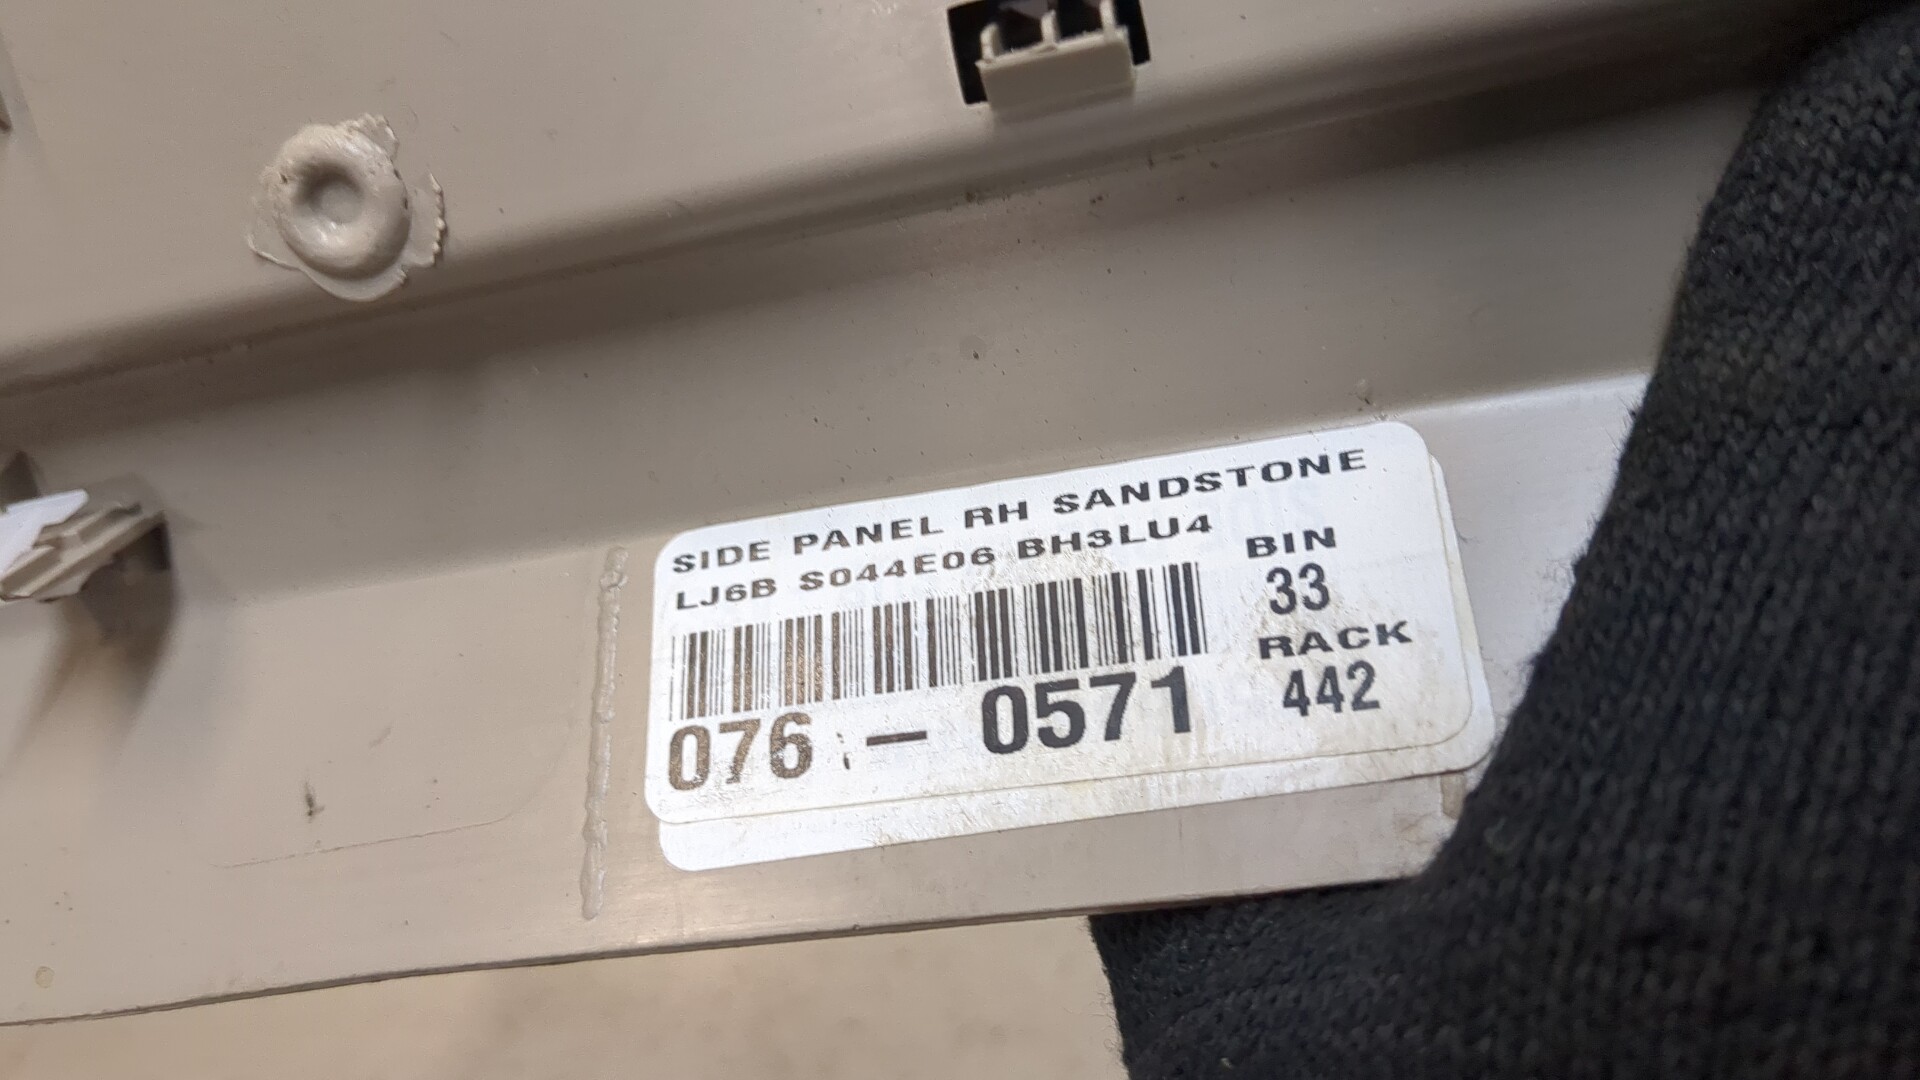 SIDE PANEL RH SANDSTONE
LJ6B S044E06 BH3LU4
BIN
33
RACK
442
076 - 0571